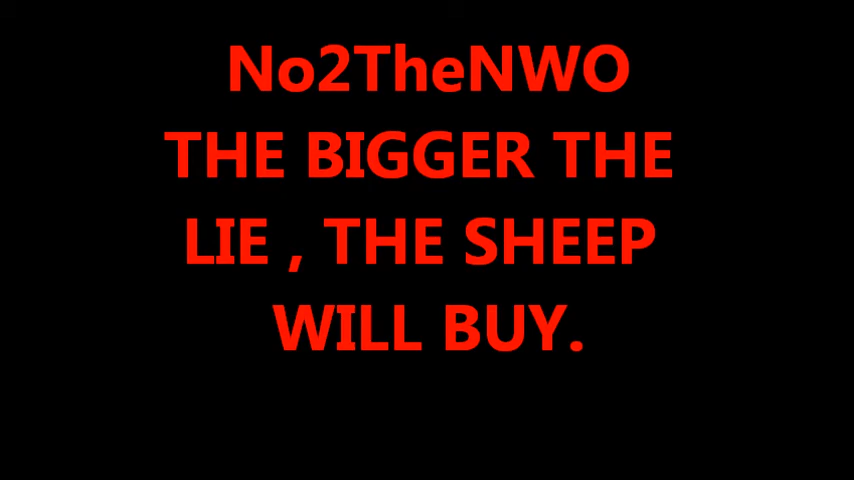 No2TheNWO
THE BIGGER THE
LIE , THE SHEEP
WILL BUY.